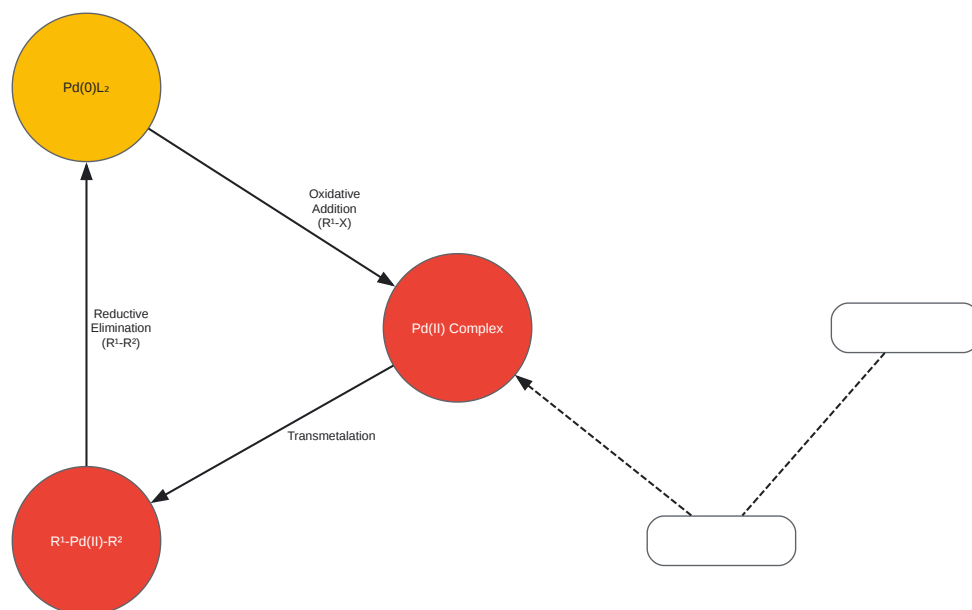 Pd(0)L₂
Oxidative
Addition
(R¹-X)
Reductive
Elimination
(R¹-R²)
Pd(II) Complex
Transmetalation
R¹-Pd(II)-R²